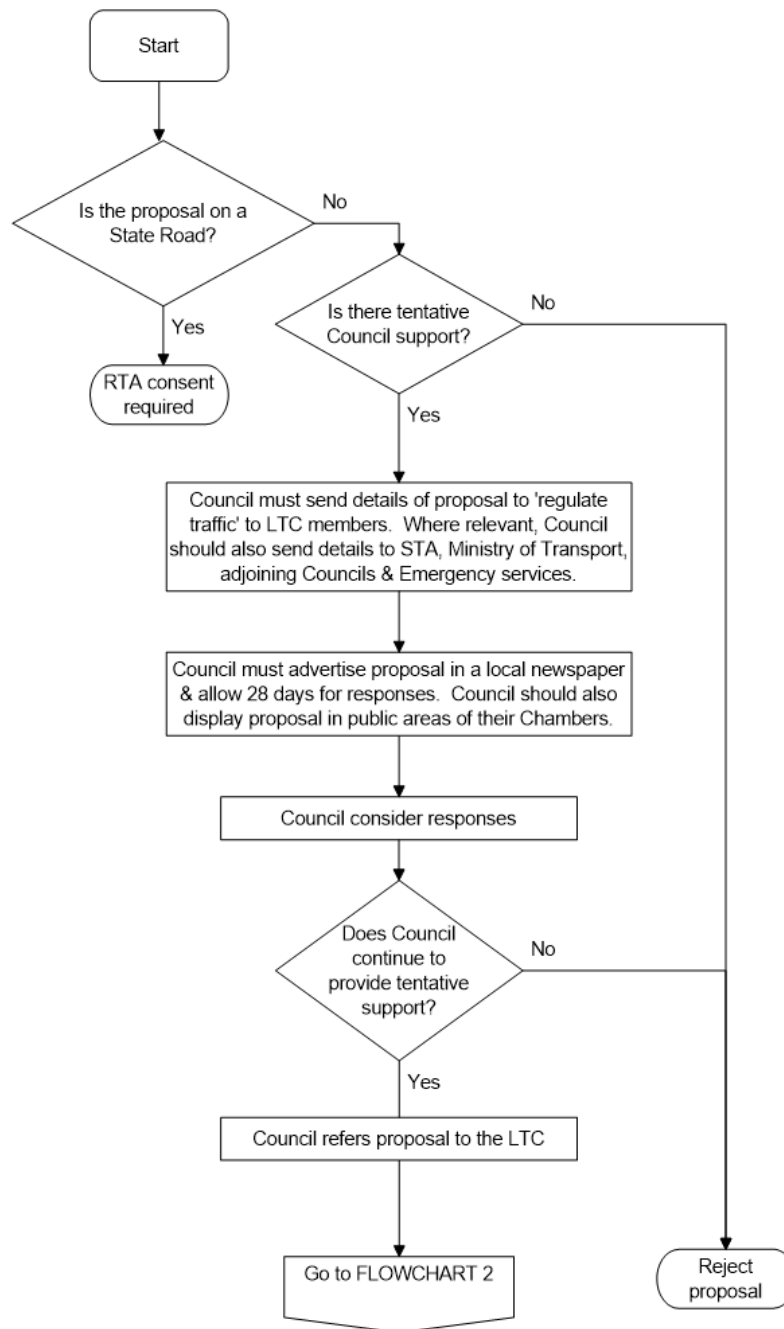 Start
Is the proposal on a
State Road?
No
Yes
RTA consent
required
Is there tentative
Council support?
No
Yes
Council must send details of proposal to 'regulate
traffic' to LTC members.  Where relevant, Council
should also send details to STA, Ministry of Transport,
adjoining Councils & Emergency services.
Council must advertise proposal in a local newspaper
& allow 28 days for responses.  Council should also
display proposal in public areas of their Chambers.
Council consider responses
Does Council
continue to
provide tentative
support?
No
Yes
Council refers proposal to the LTC
Go to FLOWCHART 2
Reject
proposal